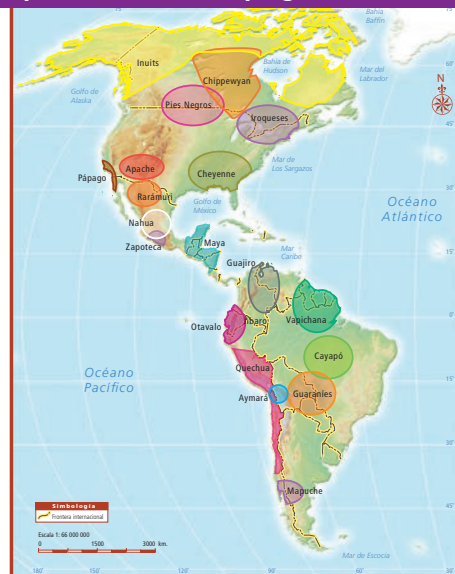 75°
15°
Bahía
Baffin
Inuits
60°
Bahía de
Hudson
Mar del
Labrador
N
Chippewyan
Golfo de
Alaska
Pies Negros
Iroqueses
45°
Mar de
Los Sargazos
Apache
Cheyenne
Pápago
Rarámuri
30°
Golfo de
México
Océano
Atlántico
Nahua
Zapoteca
Maya
Mar
Caribe
15°
Guajiro
Otavalo
Vapichana
0°
Cayapó
Quechua
Océano
Pacífico
15°
Aymará
Guaraníes
30°
Mapuche
45°
Simbología
Frontera internacional
Escala 1: 66 000 000
0 1500 3000 km.
Mar de Escocia
180°
150°
120°
90°
60°
30°